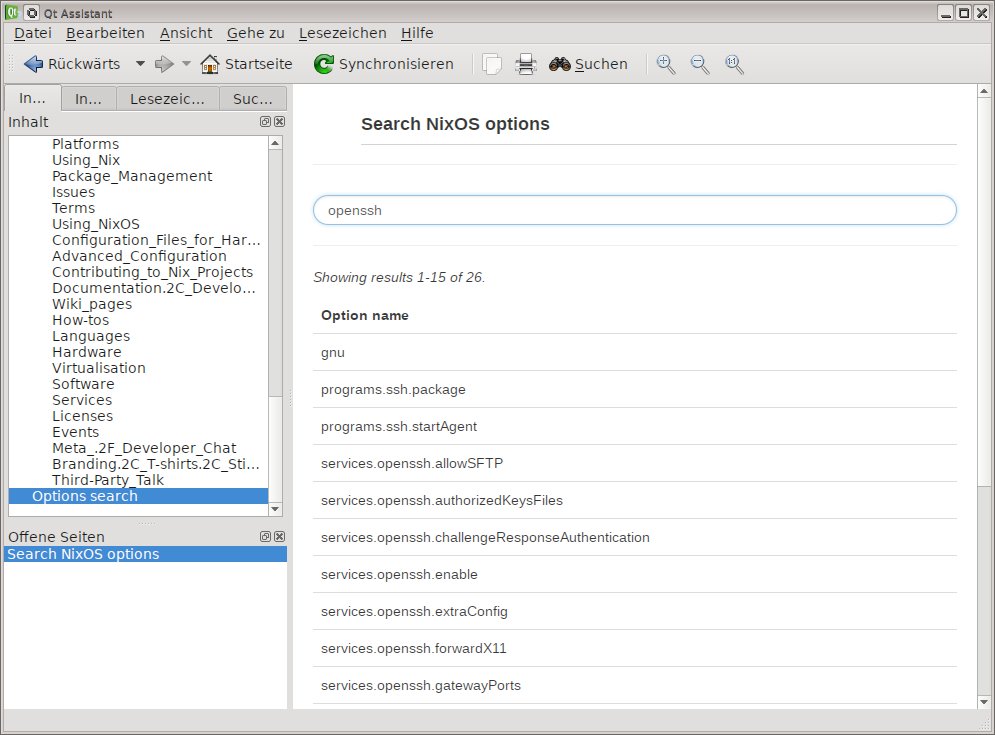 Qt Assistant
Datei Bearbeiten Ansicht Gehe zu Lesezeichen Hilfe
Rückwärts Startseite Synchronisieren Suchen
In... In... Lesezeic... Suc...
Inhalt
Platforms
Using_Nix
Package_Management
Issues
Terms
Using_NixOS
Configuration_Files_for_Har...
Advanced_Configuration
Contributing_to_Nix_Projects
Documentation.2C_Develo...
Wiki_pages
How-tos
Languages
Hardware
Virtualisation
Software
Services
Licenses
Events
Meta_.2F_Developer_Chat
Branding.2C_T-shirts.2C_Sti...
Third-Party_Talk
Options search
Offene Seiten
Search NixOS options
Search NixOS options
openssh
Showing results 1-15 of 26.
Option name
gnu
programs.ssh.package
programs.ssh.startAgent
services.openssh.allowSFTP
services.openssh.authorizedKeysFiles
services.openssh.challengeResponseAuthentication
services.openssh.enable
services.openssh.extraConfig
services.openssh.forwardX11
services.openssh.gatewayPorts